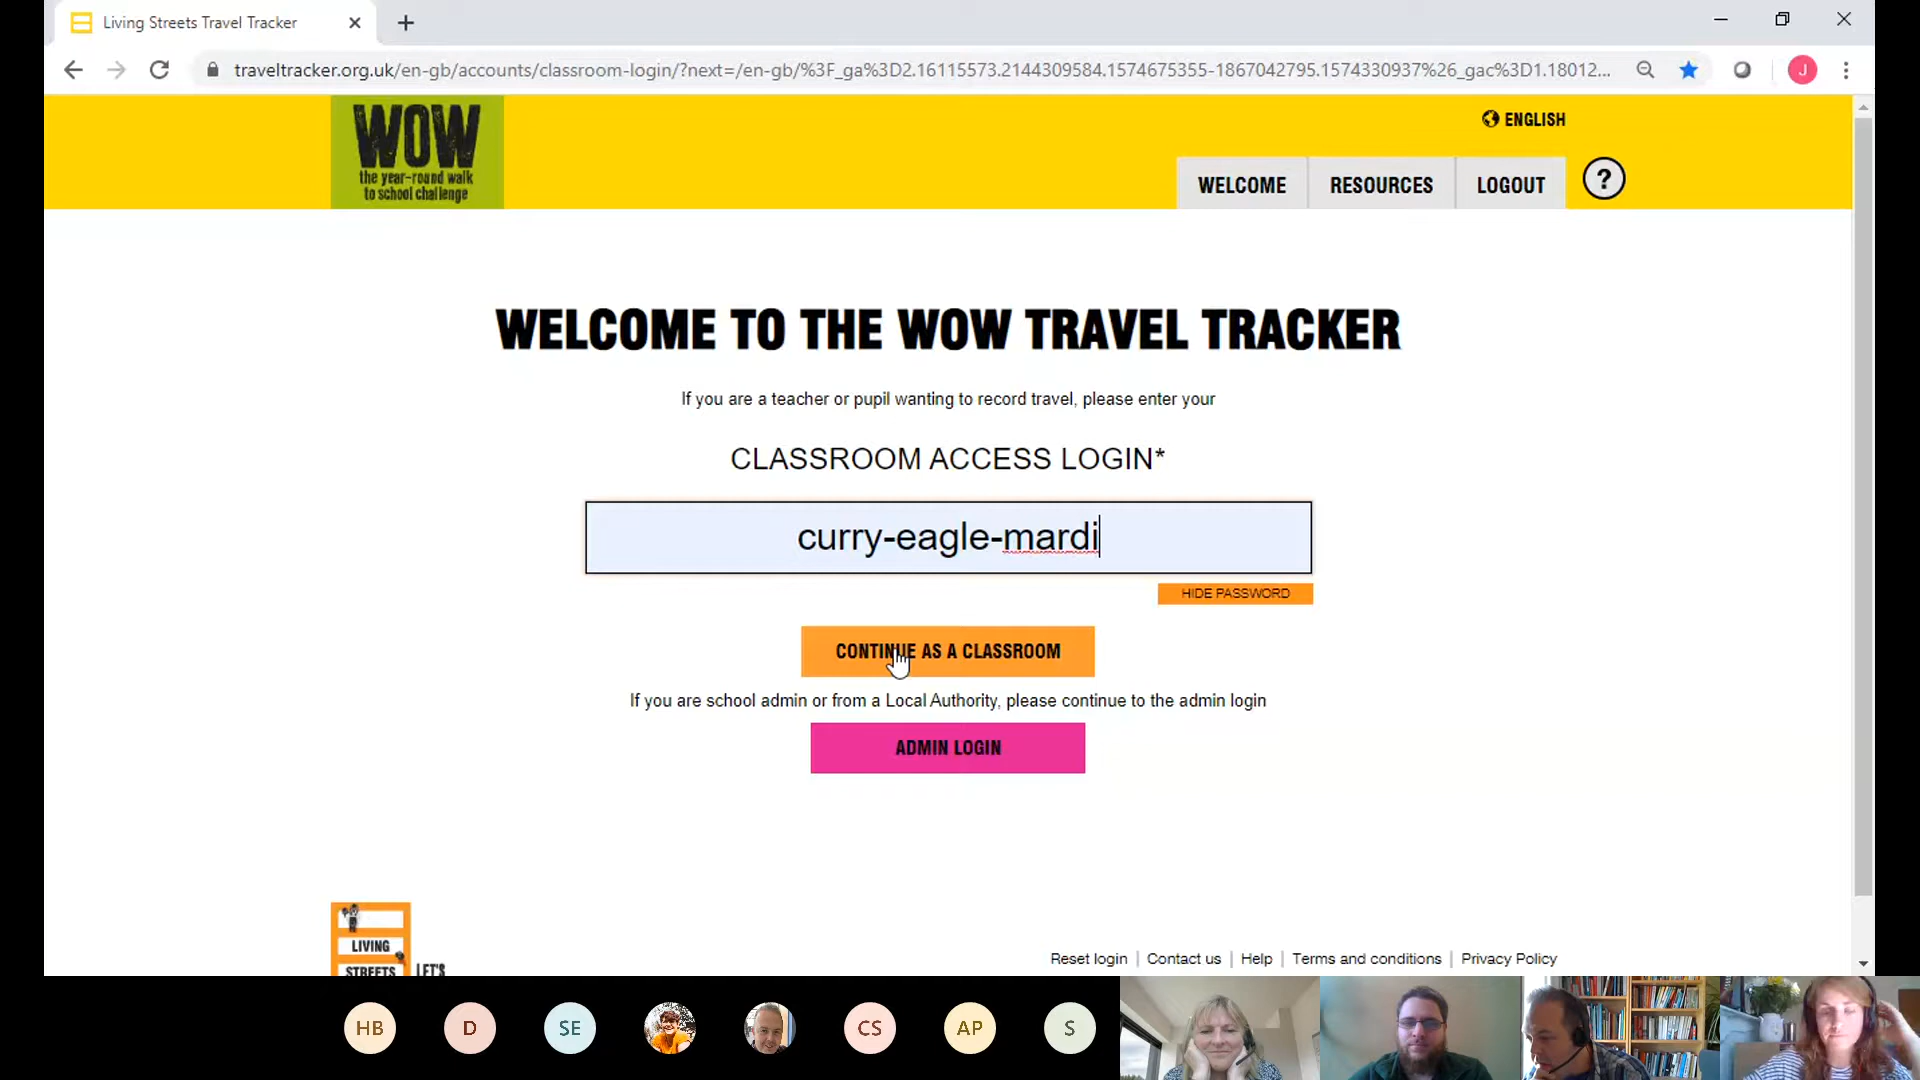 Living Streets Travel Tracker
traveltracker.org.uk/en-gb/accounts/classroom-login/?next=/en-gb/%3F_ga%3D2.16115573.2144309584.1574675355-1867042795.1574330937%26_gac%3D1.18012...
J
WOW
the year-round walk
to school challenge
ENGLISH
WELCOME
RESOURCES
LOGOUT
?
WELCOME TO THE WOW TRAVEL TRACKER
If you are a teacher or pupil wanting to record travel, please enter your
CLASSROOM ACCESS LOGIN*
curry-eagle-mardi
HIDE PASSWORD
CONTINUE AS A CLASSROOM
If you are school admin or from a Local Authority, please continue to the admin login
ADMIN LOGIN
LIVING
STREETS
LET'S
Reset login | Contact us | Help | Terms and conditions | Privacy Policy
HB
D
SE
CS
AP
S